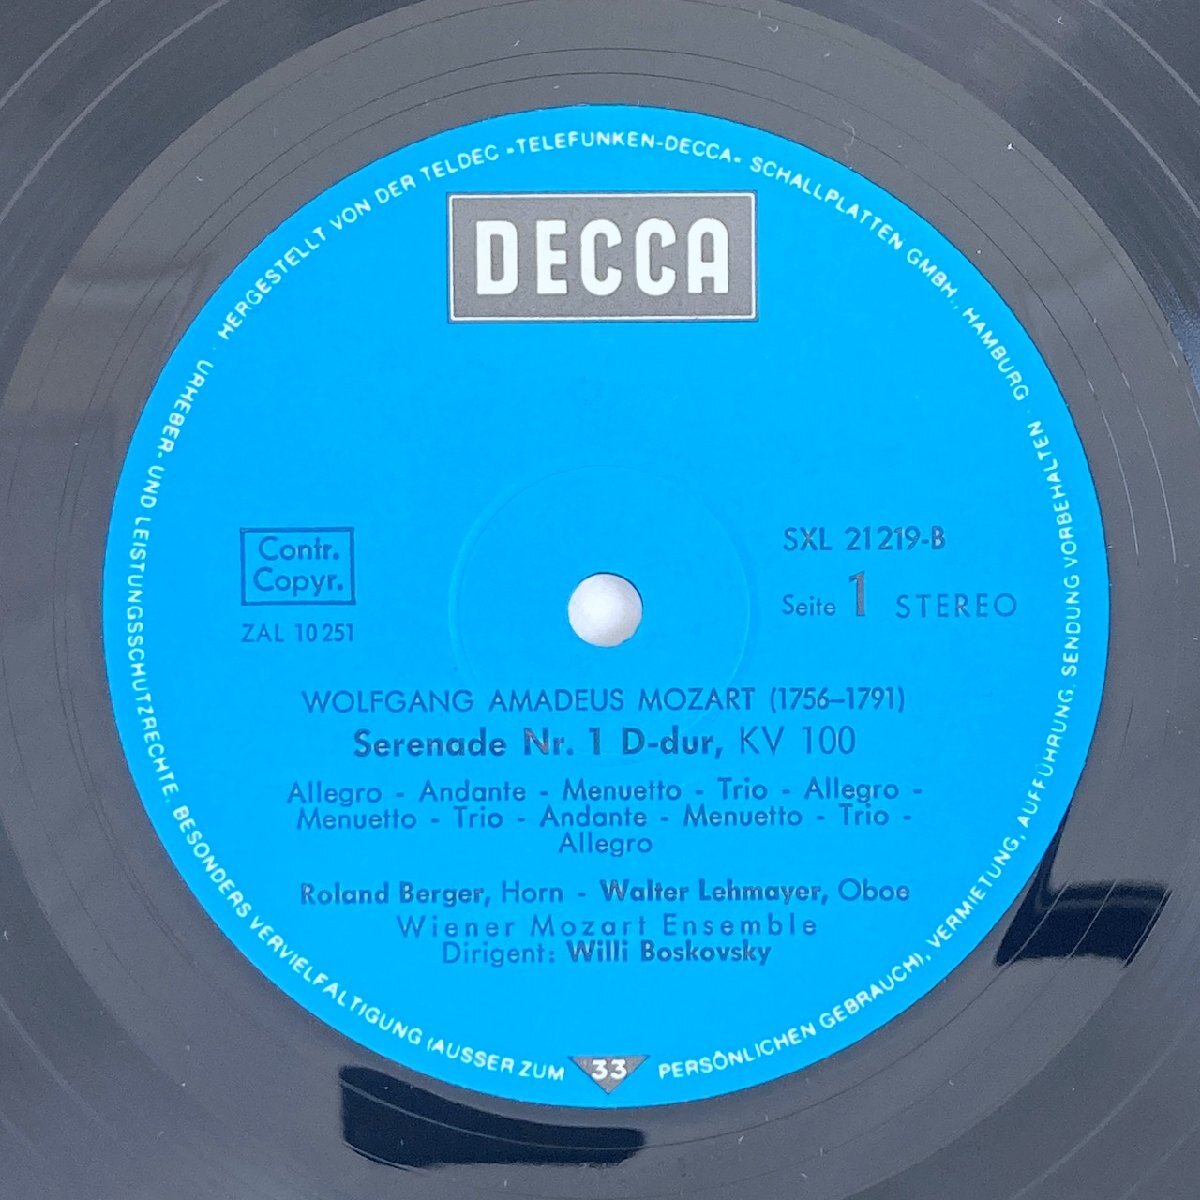 HERGESTELLT VON DER TELDEC »TELEFUNKEN-DECCA« SCHALLPLATTEN GMBH., HAMBURG · SENDUNG VORBEHALTEN
URHEBER- UND LEISTUNGSSCHUTZRECHTE. BESONDERS VERVIELFÄLTIGUNG (AUSSER ZUM PERSÖNLICHEN GEBRAUCH), VERMIETUNG, AUFFÜHRUNG,
DECCA
Contr.
Copyr.
ZAL 10 251
SXL 21 219-B
Seite 1 STEREO
WOLFGANG AMADEUS MOZART (1756–1791)
Serenade Nr. 1 D-dur, KV 100
Allegro - Andante - Menuetto - Trio - Allegro -
Menuetto - Trio - Andante - Menuetto - Trio -
Allegro
Roland Berger, Horn - Walter Lehmayer, Oboe
Wiener Mozart Ensemble
Dirigent: Willi Boskovsky
33